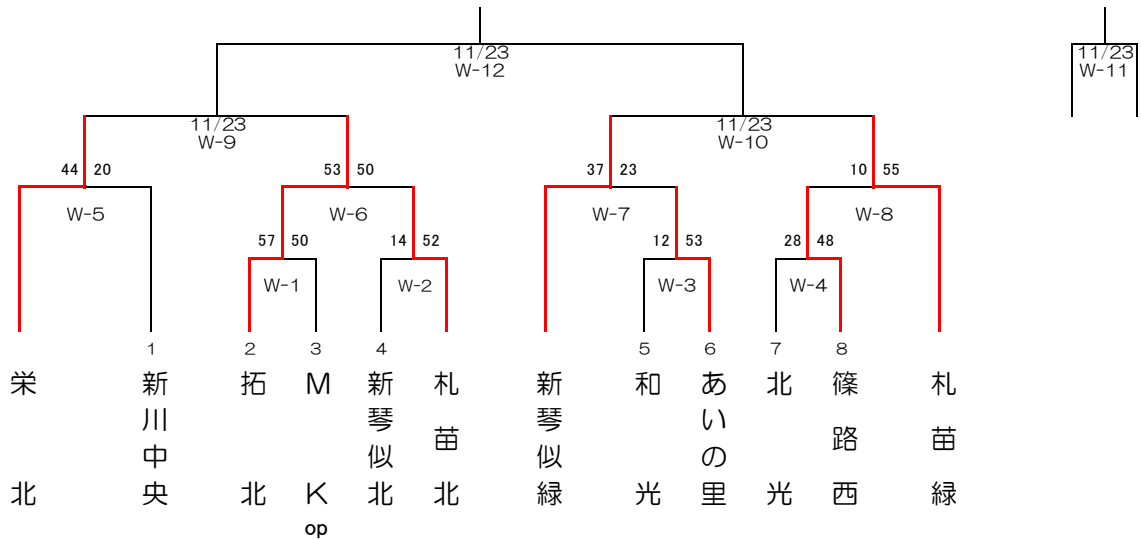 11/23
W-12
11/23
W-11
11/23
W-9
11/23
W-10
44 20
53 50
37 23
10 55
W-5
W-6
W-7
W-8
57 50
14 52
12 53
28 48
W-1
W-2
W-3
W-4
1
2
3
4
5
6
7
8
栄北
新川中央
拓北
MKop
新琴似北
札苗北
新琴似緑
和光
あいの里
北光
篠路西
札苗緑